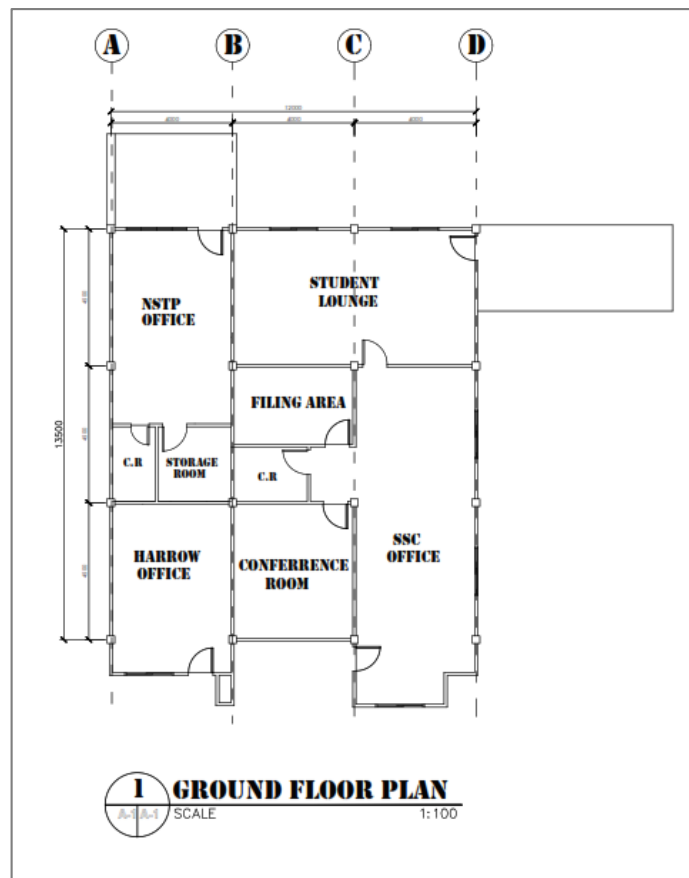 A B C D
12000
4000 4000 4000
STUDENT
LOUNGE
NSTP
OFFICE
FILING AREA
13500
C.R
STORAGE
ROOM
C.R
SSC
OFFICE
HARROW
OFFICE
CONFERRENCE
ROOM
1 GROUND FLOOR PLAN
A-1 A-1 SCALE 1:100